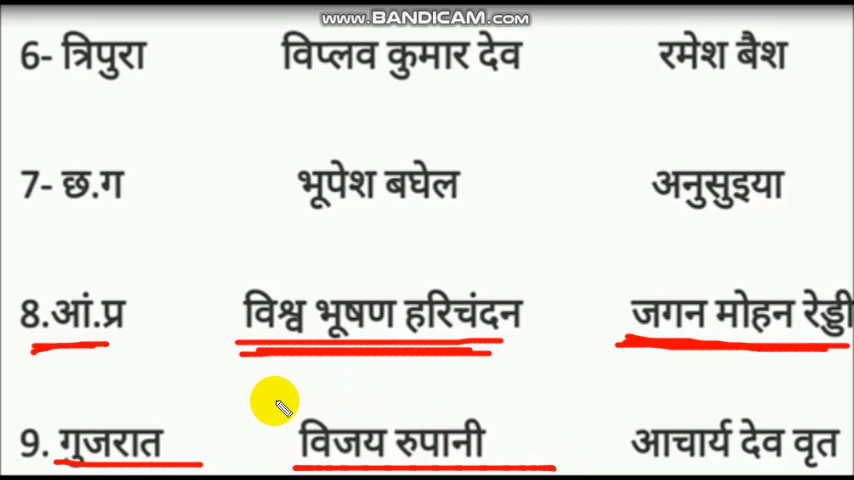 www.BANDICAM.com
6- त्रिपुरा विप्लव कुमार देव रमेश बैश
7- छ.ग भूपेश बघेल अनुसुइया
8.आं.प्र विश्व भूषण हरिचंदन जगन मोहन रेड्डी
9. गुजरात विजय रुपानी आचार्य देव वृत